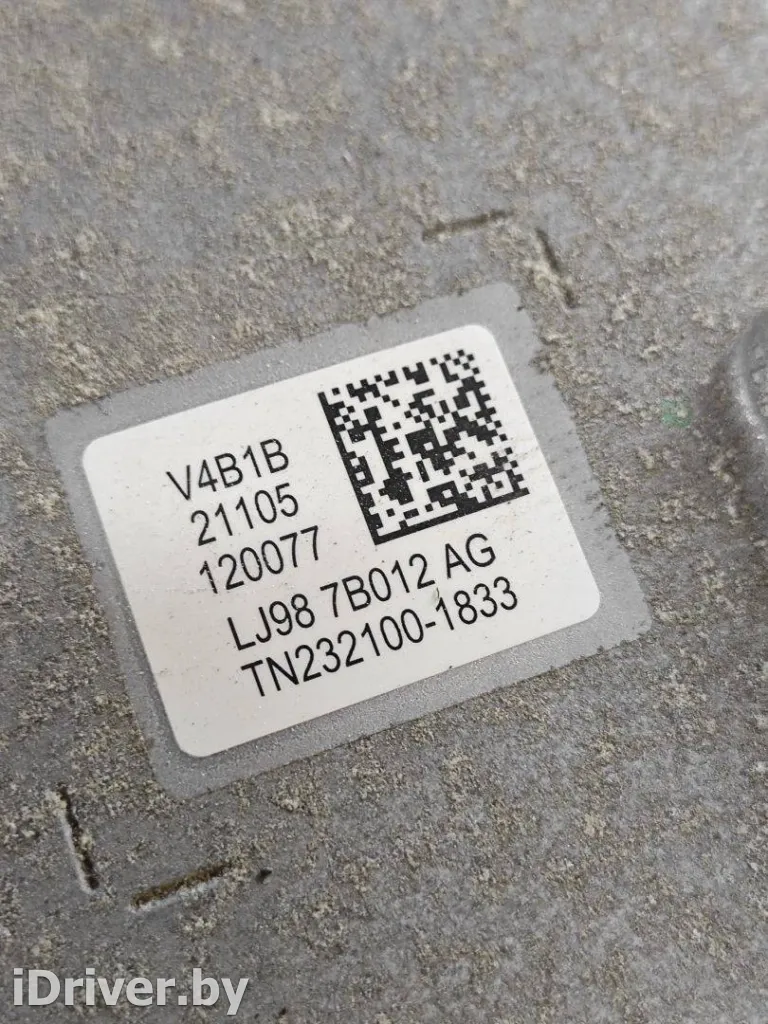 V4B1B
21105
120077
LJ98 7B012 AG
TN232100-1833
iDriver.by